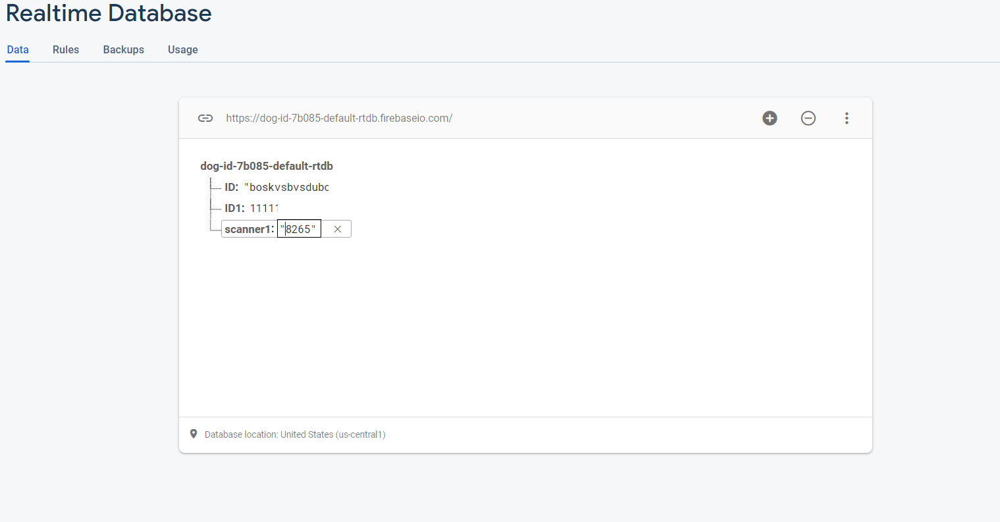 Realtime Database
Data Rules Backups Usage
https://dog-id-7b085-default-rtdb.firebaseio.com/
dog-id-7b085-default-rtdb
ID: "boskvsbvsdubc
ID1: 11111
scanner1: "8265"
Database location: United States (us-central1)